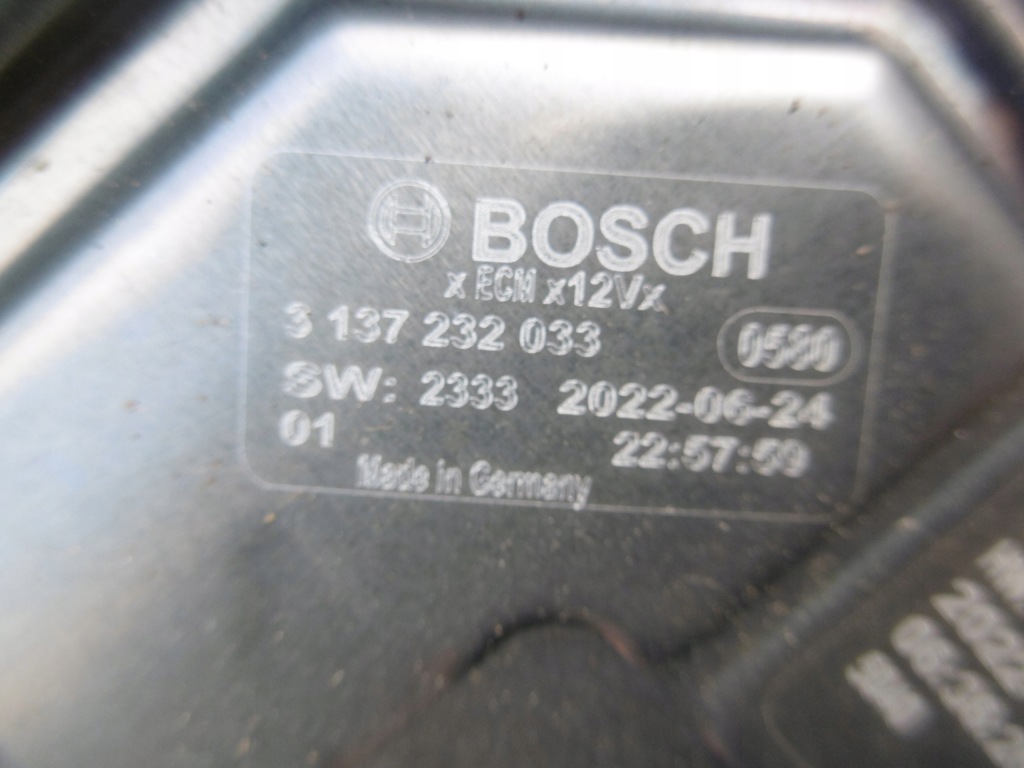 BOSCH
x ECM x12Vx
3 137 232 033
0580
SW: 2333 2022-06-24
01 22:57:59
Made in Germany